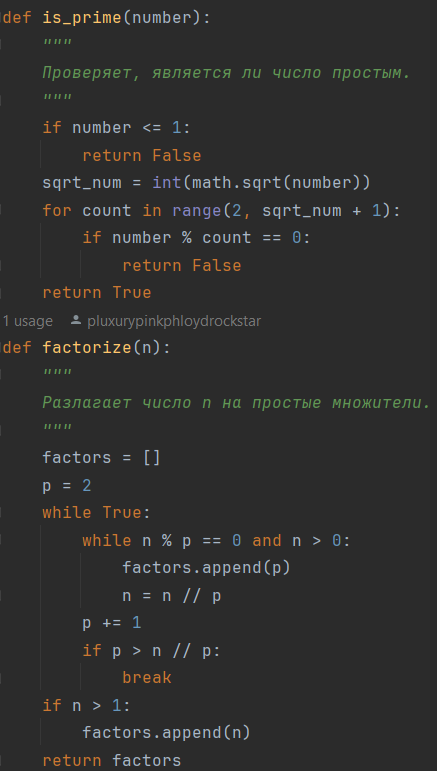 def is_prime(number):
    """
    Проверяет, является ли число простым.
    """
    if number <= 1:
        return False
    sqrt_num = int(math.sqrt(number))
    for count in range(2, sqrt_num + 1):
        if number % count == 0:
            return False
    return True
1 usage pluxurypinkphloydrockstar
def factorize(n):
    """
    Разлагает число n на простые множители.
    """
    factors = []
    p = 2
    while True:
        while n % p == 0 and n > 0:
            factors.append(p)
            n = n // p
        p += 1
        if p > n // p:
            break
    if n > 1:
        factors.append(n)
    return factors